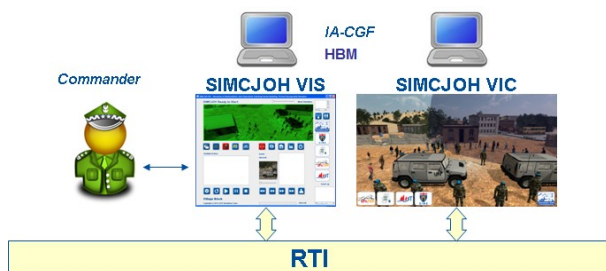 IA-CGF
HBM
Commander
SIMCJOH VIS
SIMCJOH VIC
RTI